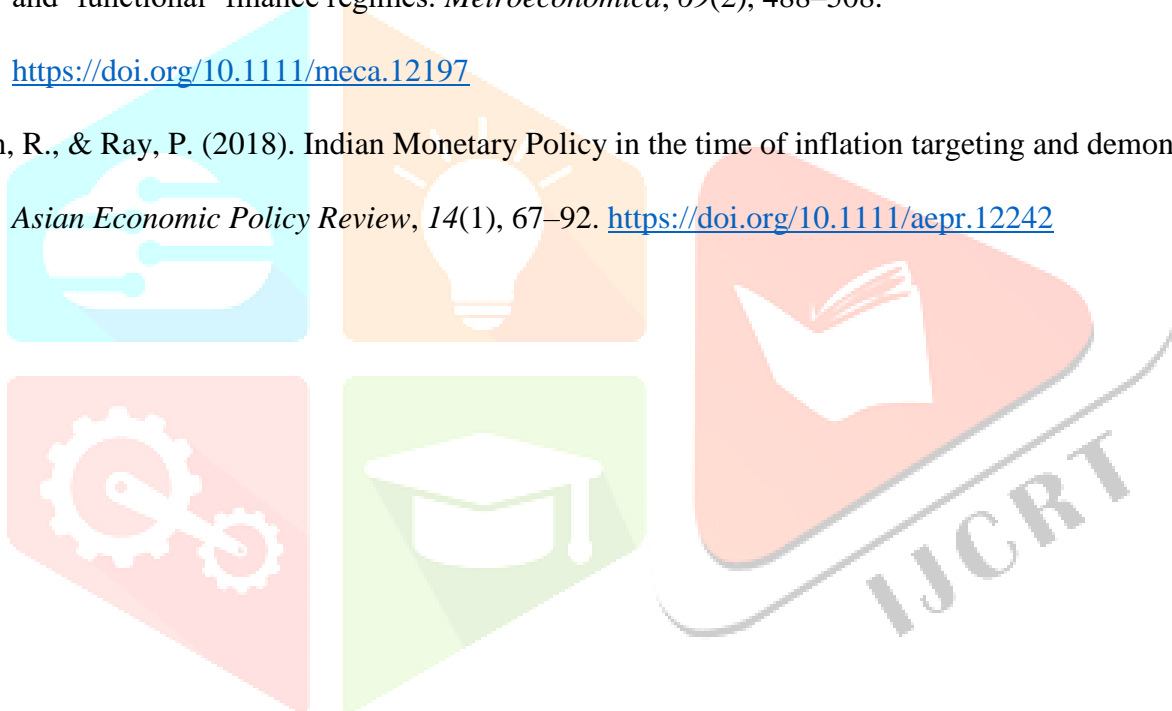 and "functional" finance regimes. Metroeconomica, 69(2), 488–508.
https://doi.org/10.1111/meca.12197
R., & Ray, P. (2018). Indian Monetary Policy in the time of inflation targeting and
Asian Economic Policy Review, 14(1), 67–92. https://doi.org/10.1111/aepr.12242
IJCRT